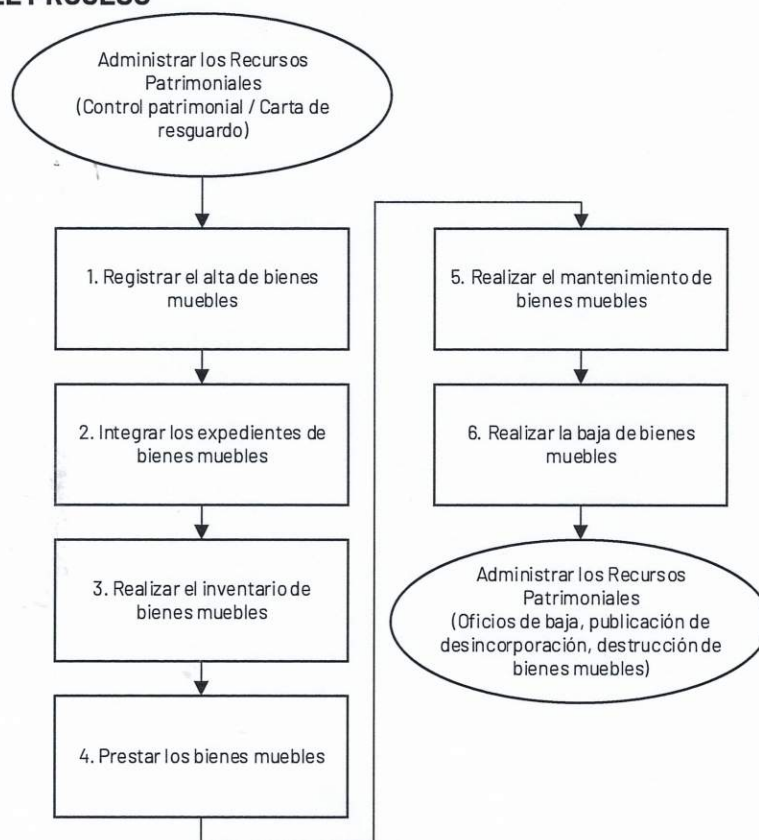 Administrar los Recursos
Patrimoniales
(Control patrimonial / Carta de
resguardo)
1. Registrar el alta de bienes
muebles
2. Integrar los expedientes de
bienes muebles
3. Realizar el inventario de
bienes muebles
4. Prestar los bienes muebles
5. Realizar el mantenimiento de
bienes muebles
6. Realizar la baja de bienes
muebles
Administrar los Recursos
Patrimoniales
(Oficios de baja, publicación de
desincorporación, destrucción de
bienes muebles)